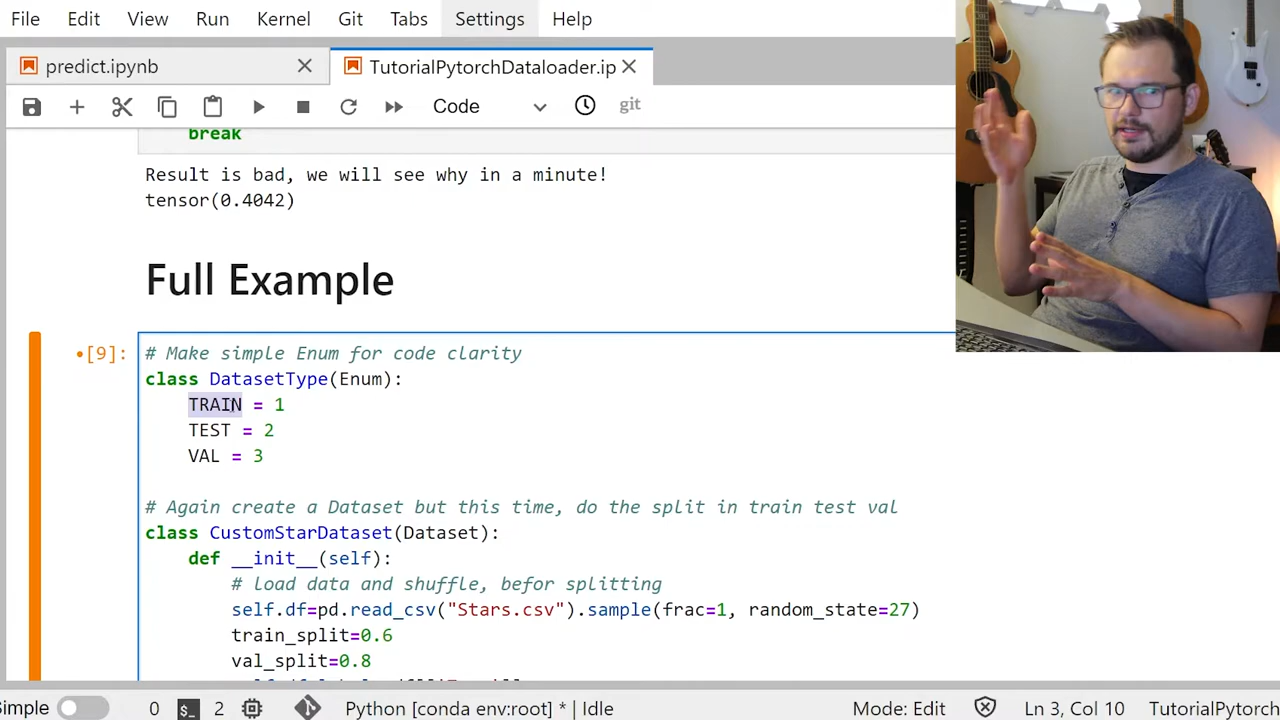 File Edit View Run Kernel Git Tabs Settings Help
predict.ipynb TutorialPytorchDataloader.ip
Code git
break
Result is bad, we will see why in a minute!
tensor(0.4042)
Full Example
[9]:
# Make simple Enum for code clarity
class DatasetType(Enum):
TRAIN = 1
TEST = 2
VAL = 3
# Again create a Dataset but this time, do the split in train test val
class CustomStarDataset(Dataset):
def __init__(self):
# load data and shuffle, befor splitting
self.df=pd.read_csv("Stars.csv").sample(frac=1, random_state=27)
train_split=0.6
val_split=0.8
Simple 0 $_ 2 Python [conda env:root] * | Idle Mode: Edit Ln 3, Col 10 TutorialPytorch